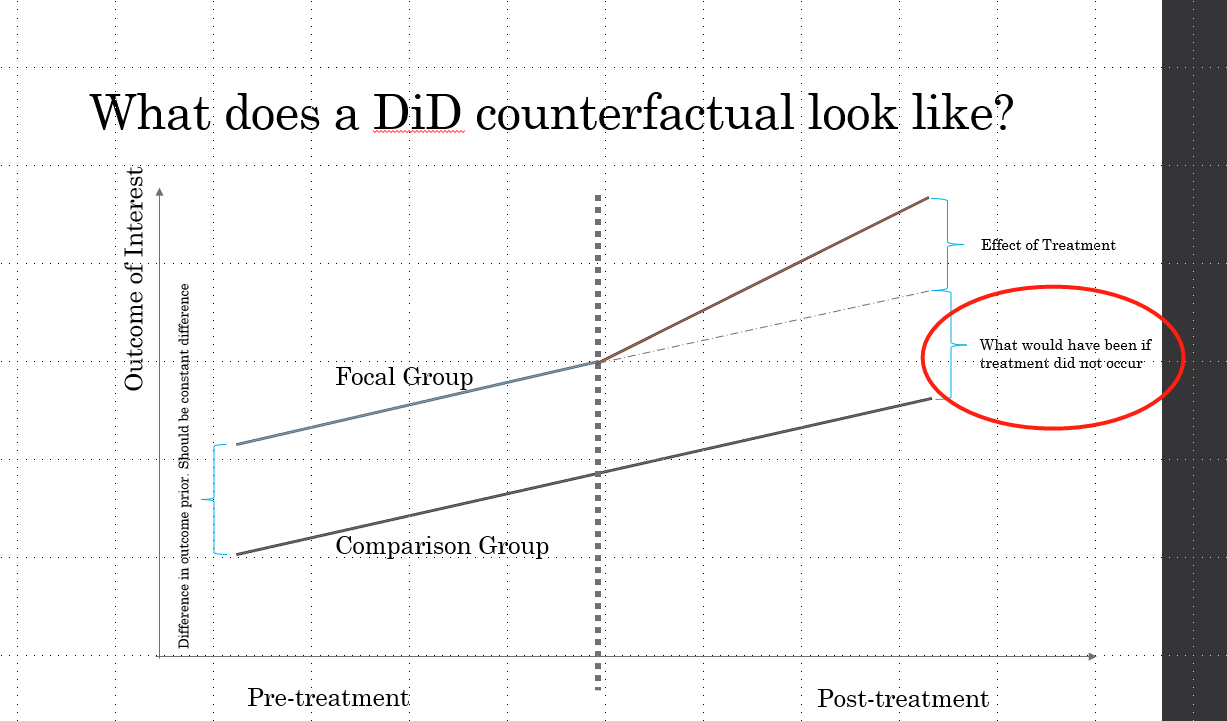 What does a DiD counterfactual look like?
Outcome of Interest
Difference in outcome prior. Should be constant difference
Focal Group
Comparison Group
Effect of Treatment
What would have been if
treatment did not occur
Pre-treatment
Post-treatment